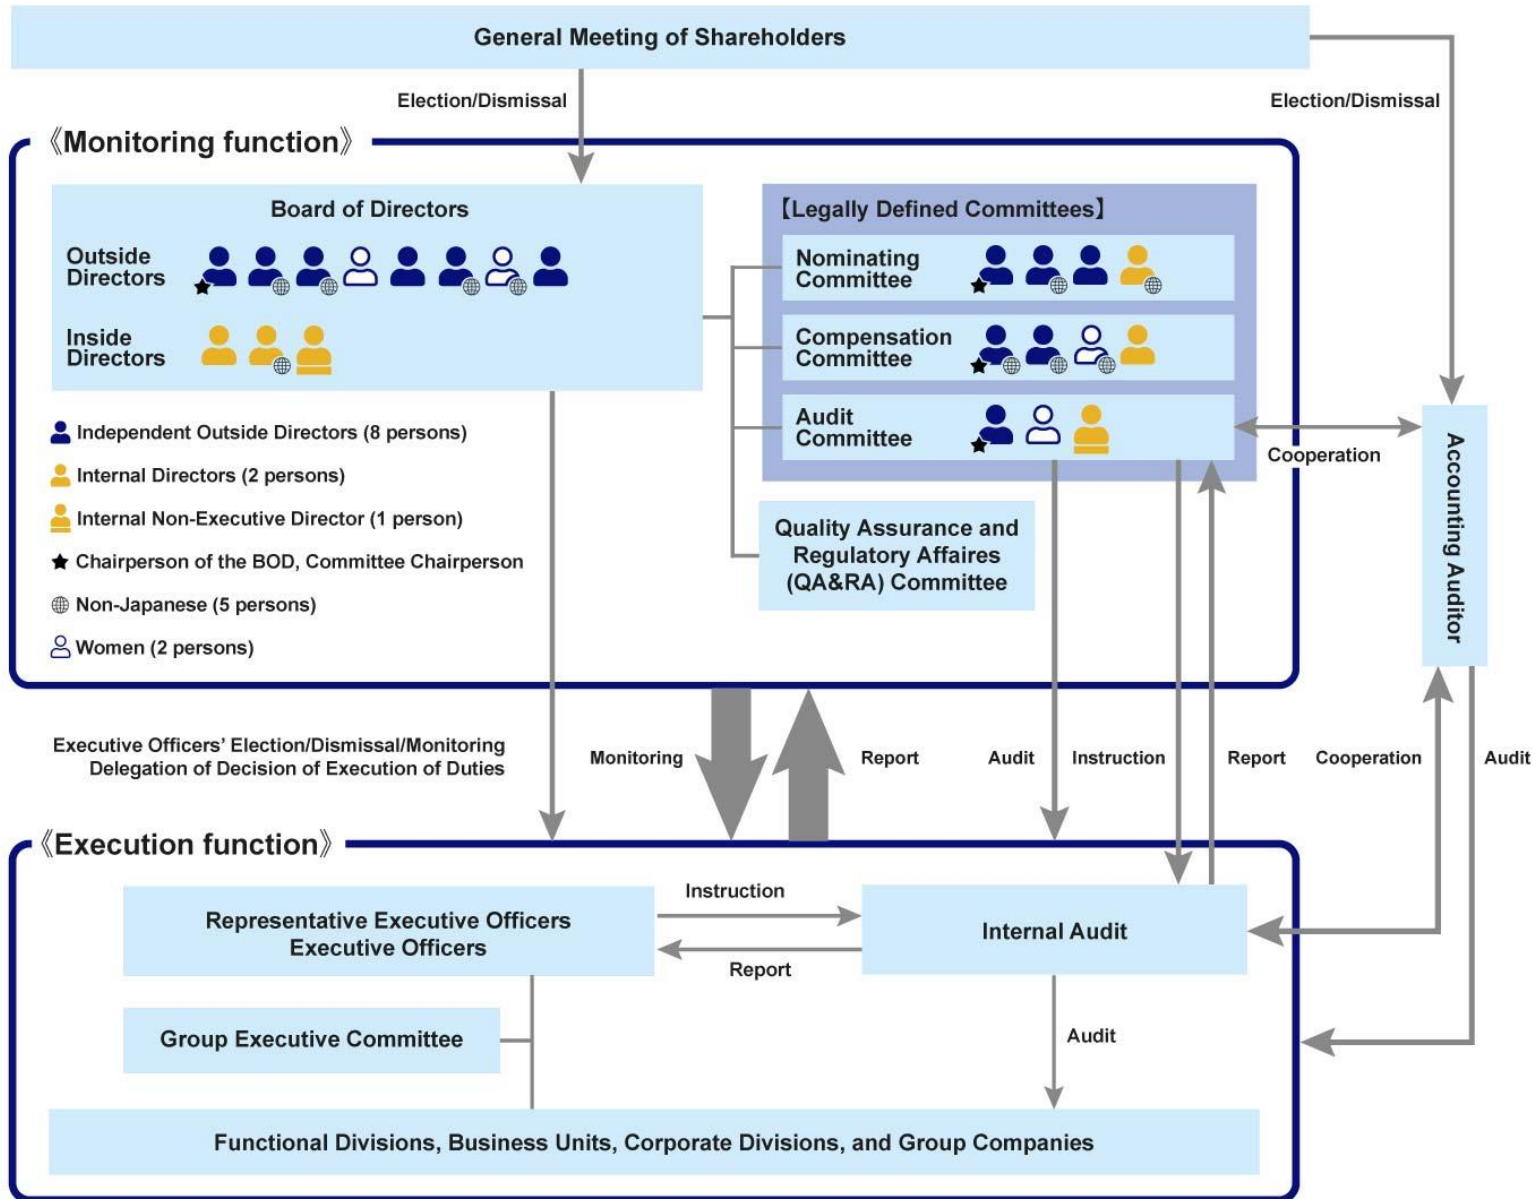 General Meeting of Shareholders
Election/Dismissal
Election/Dismissal
《Monitoring function》
Board of Directors
Outside
Directors
Inside
Directors
【Legally Defined Committees】
Nominating
Committee
Compensation
Committee
Audit
Committee
Quality Assurance and
Regulatory Affaires
(QA&RA) Committee
Independent Outside Directors (8 persons)
Internal Directors (2 persons)
Internal Non-Executive Director (1 person)
Chairperson of the BOD, Committee Chairperson
Non-Japanese (5 persons)
Women (2 persons)
Cooperation
Accounting Auditor
Executive Officers' Election/Dismissal/Monitoring
Delegation of Decision of Execution of Duties
Monitoring
Report
Audit
Instruction
Report
Cooperation
Audit
《Execution function》
Representative Executive Officers
Executive Officers
Instruction
Report
Internal Audit
Group Executive Committee
Audit
Functional Divisions, Business Units, Corporate Divisions, and Group Companies